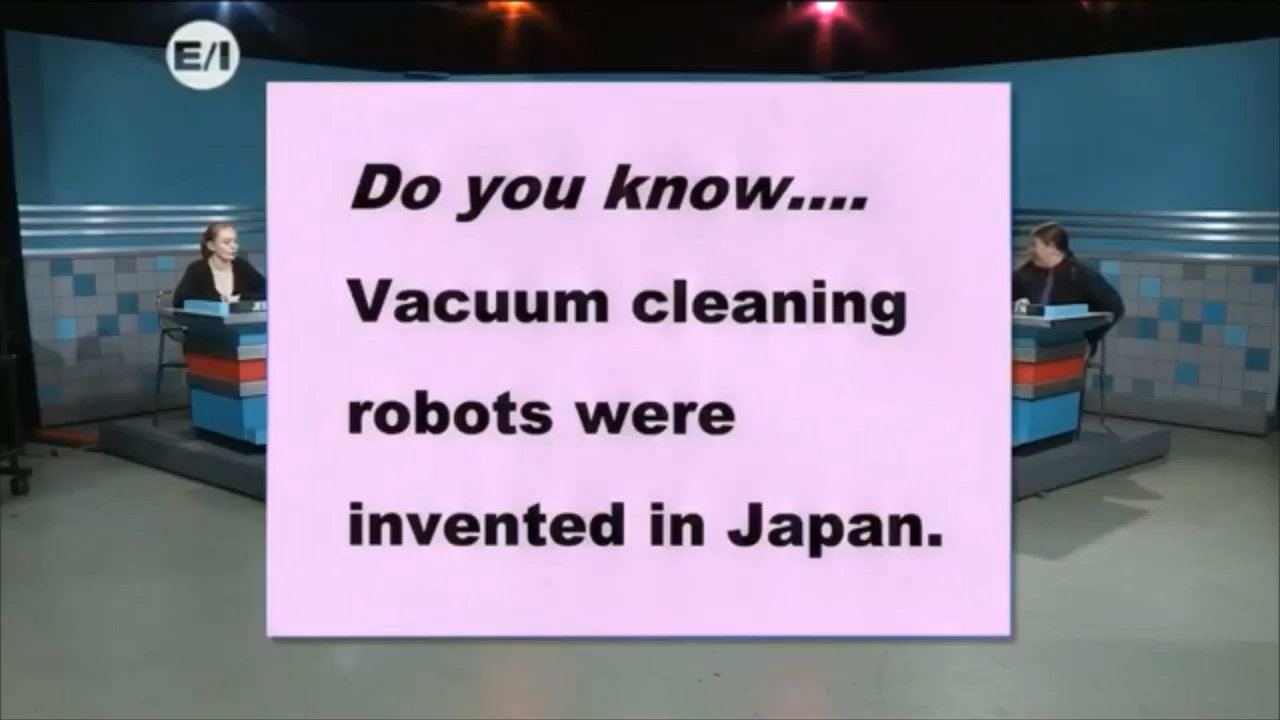 E/I
Do you know....
Vacuum cleaning
robots were
invented in Japan.